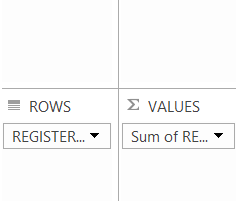 ROWS
Σ VALUES
REGISTER...
Sum of RE...